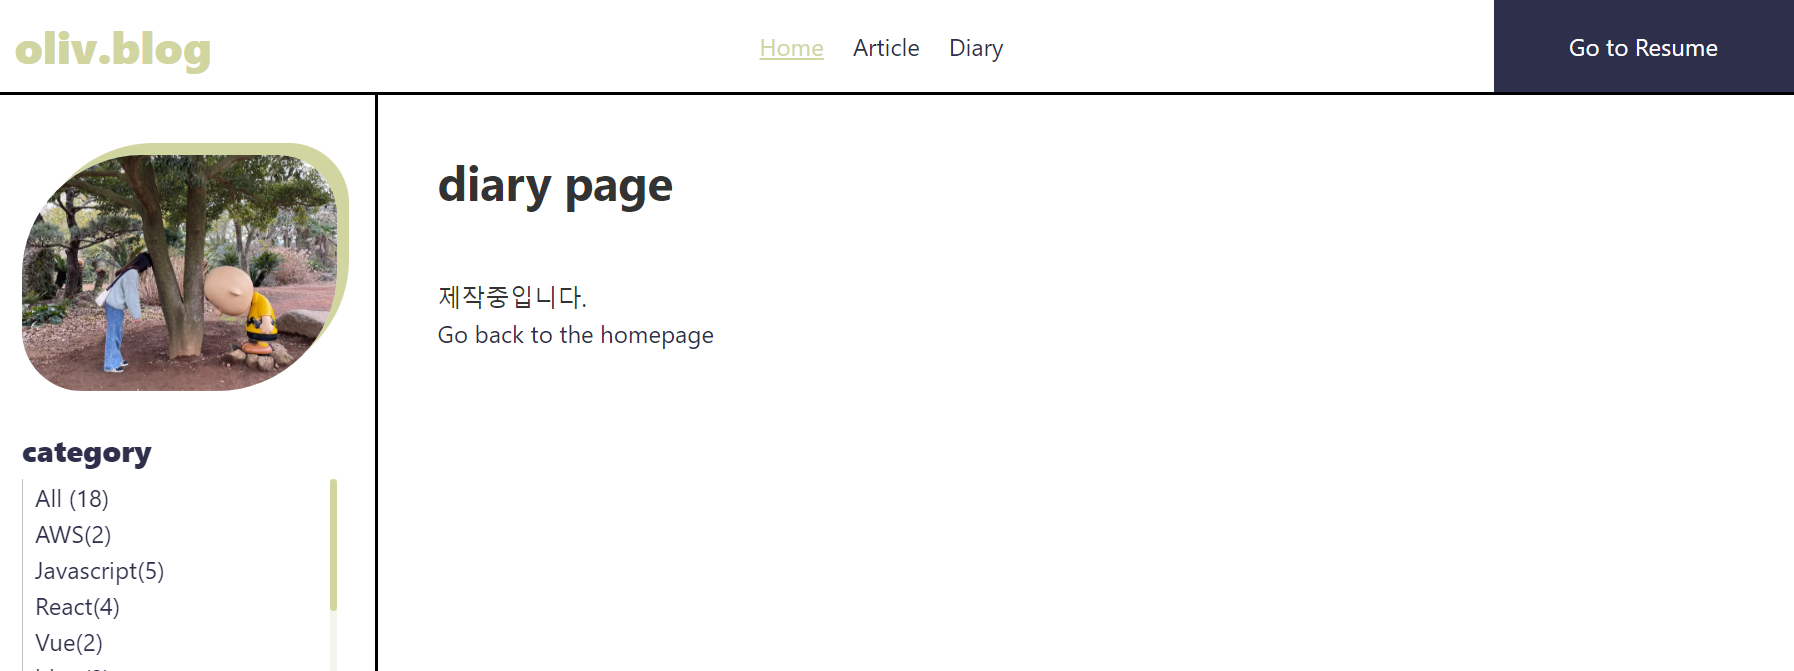 oliv.blog
Home Article Diary
Go to Resume
diary page
제작중입니다.
Go back to the homepage
category
All (18)
AWS(2)
Javascript(5)
React(4)
Vue(2)